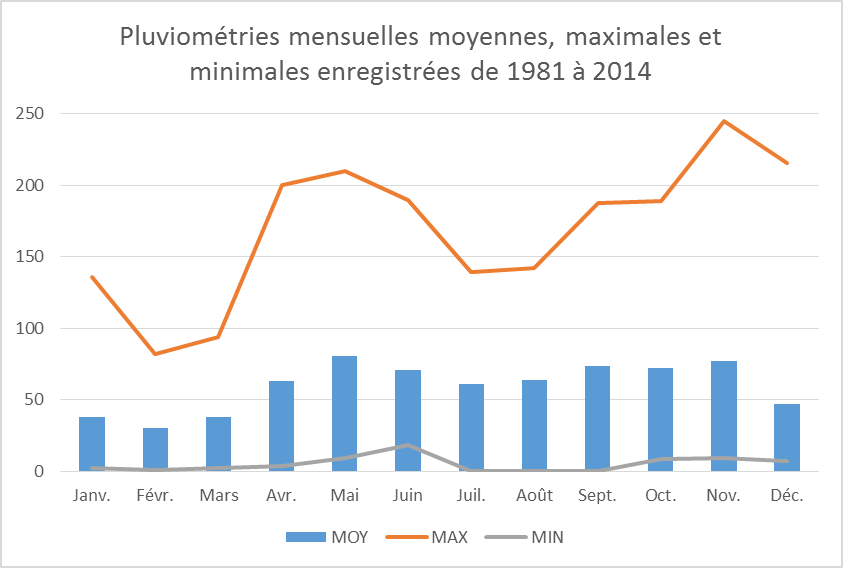 Pluviométries mensuelles moyennes, maximales et
minimales enregistrées de 1981 à 2014
250
200
150
100
50
0
Janv. Févr. Mars Avr. Mai Juin Juil. Août Sept. Oct. Nov. Déc.
MOY MAX MIN